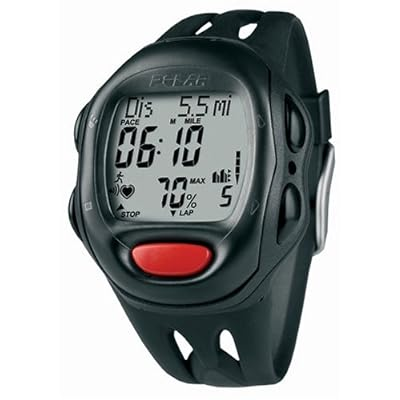 POLAR
Dis 5.5 mi
PACE M MILE
06:10
70% MAX 5
STOP LAP